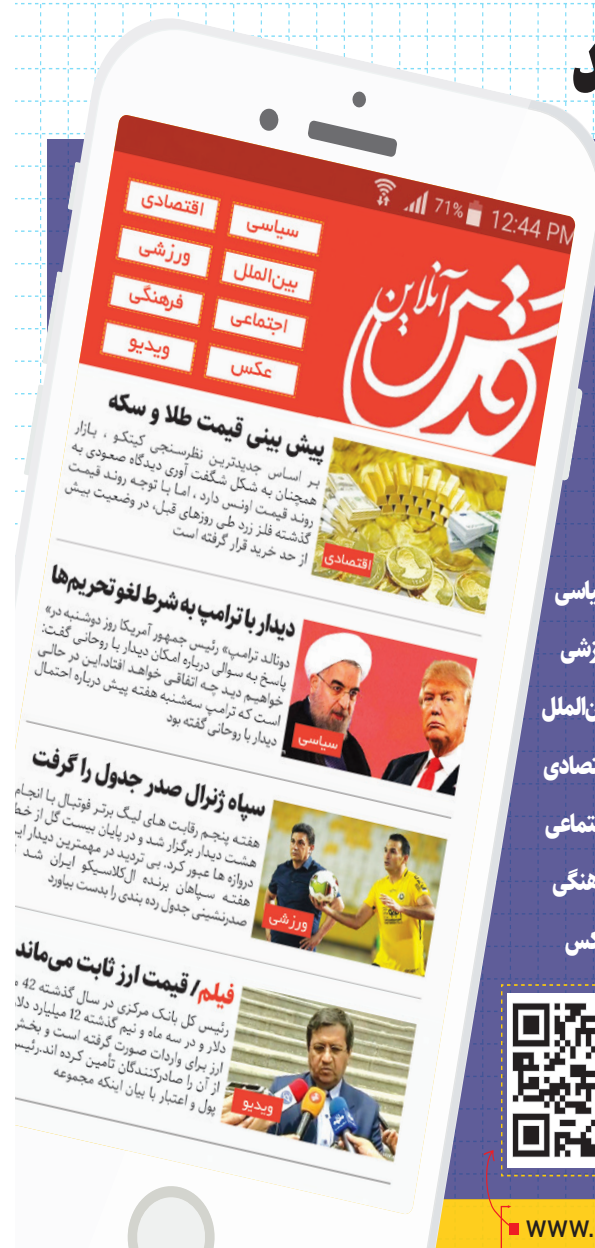 71% 12:44 PM
قدس آنلاین
سیاسی
اقتصادی
بین‌الملل
ورزشی
اجتماعی
فرهنگی
عکس
ویدیو
پیش بینی قیمت طلا و سکه
بر اساس جدیدترین نظرسنجی کیتکو ، بازار
همچنان به شکل شگفت آوری دیدگاه صعودی به
روند قیمت اونس دارد ، اما با توجه روند قیمت
گذشته فلز زرد طی روزهای قبل، در وضعیت بیش
از حد خرید قرار گرفته است
اقتصادی
دیدار با ترامپ به شرط لغو تحریم‌ها
دونالد ترامپ» رئیس جمهور آمریکا روز دوشنبه در»
پاسخ به سوالی درباره امکان دیدار با روحانی گفت:
خواهیم دید چه اتفاقی خواهد افتاد.این در حالی
است که ترامپ سه‌شنبه هفته پیش درباره احتمال
دیدار با روحانی گفته بود
سیاسی
سپاه ژنرال صدر جدول را گرفت
هفته پنجم رقابت های لیگ برتر فوتبال با انجام
هشت دیدار برگزار شد و در پایان بیست گل از خط
دروازه ها عبور کرد. بی تردید در مهمترین دیدار این
هفته سپاهان برنده ال‌کلاسیکو ایران شد
صدرنشینی جدول رده بندی را بدست بیاورد
ورزشی
فیلم/ قیمت ارز ثابت می‌ماند
رئیس کل بانک مرکزی در سال گذشته 42
دلار و در سه ماه و نیم گذشته 12 میلیارد دلار
ارز برای واردات صورت گرفته است و بخش
از آن را صادرکنندگان تأمین کرده اند.رئیس
پول و اعتبار با بیان اینکه مجموعه
ویدیو
یاسی
زشی
ن‌الملل
تصادی
تماعی
هنگی
کس
www.